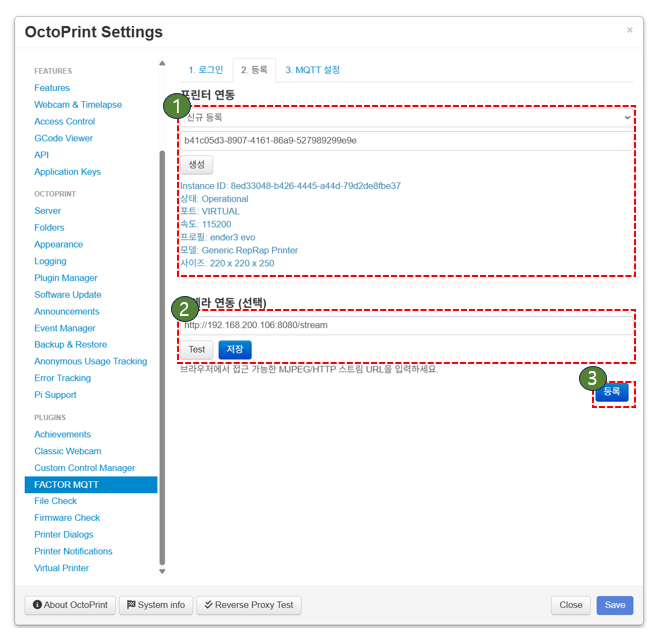 OctoPrint Settings
×
FEATURES
Features
Webcam & Timelapse
Access Control
GCode Viewer
API
Application Keys
OCTOPRINT
Server
Folders
Appearance
Logging
Plugin Manager
Software Update
Announcements
Event Manager
Backup & Restore
Anonymous Usage Tracking
Error Tracking
Pi Support
PLUGINS
Achievements
Classic Webcam
Custom Control Manager
FACTOR MQTT
File Check
Firmware Check
Printer Dialogs
Printer Notifications
Virtual Printer
1. 로그인 2. 등록 3. MQTT 설정
프린터 연동
1
신규 등록
b41c05d3-8907-4161-86a9-527989299e9e
생성
Instance ID: 8ed33048-b426-4445-a44d-79d2de8fbe37
상태: Operational
포트: VIRTUAL
속도: 115200
프로필: ender3 evo
모델: Generic RepRap Printer
사이즈: 220 x 220 x 250
2
라 연동 (선택)
http://192.168.200.106:8080/stream
Test 저장
브라우저에서 접근 가능한 MJPEG/HTTP 스트림 URL을 입력하세요.
3
등록
About OctoPrint System info Reverse Proxy Test Close Save